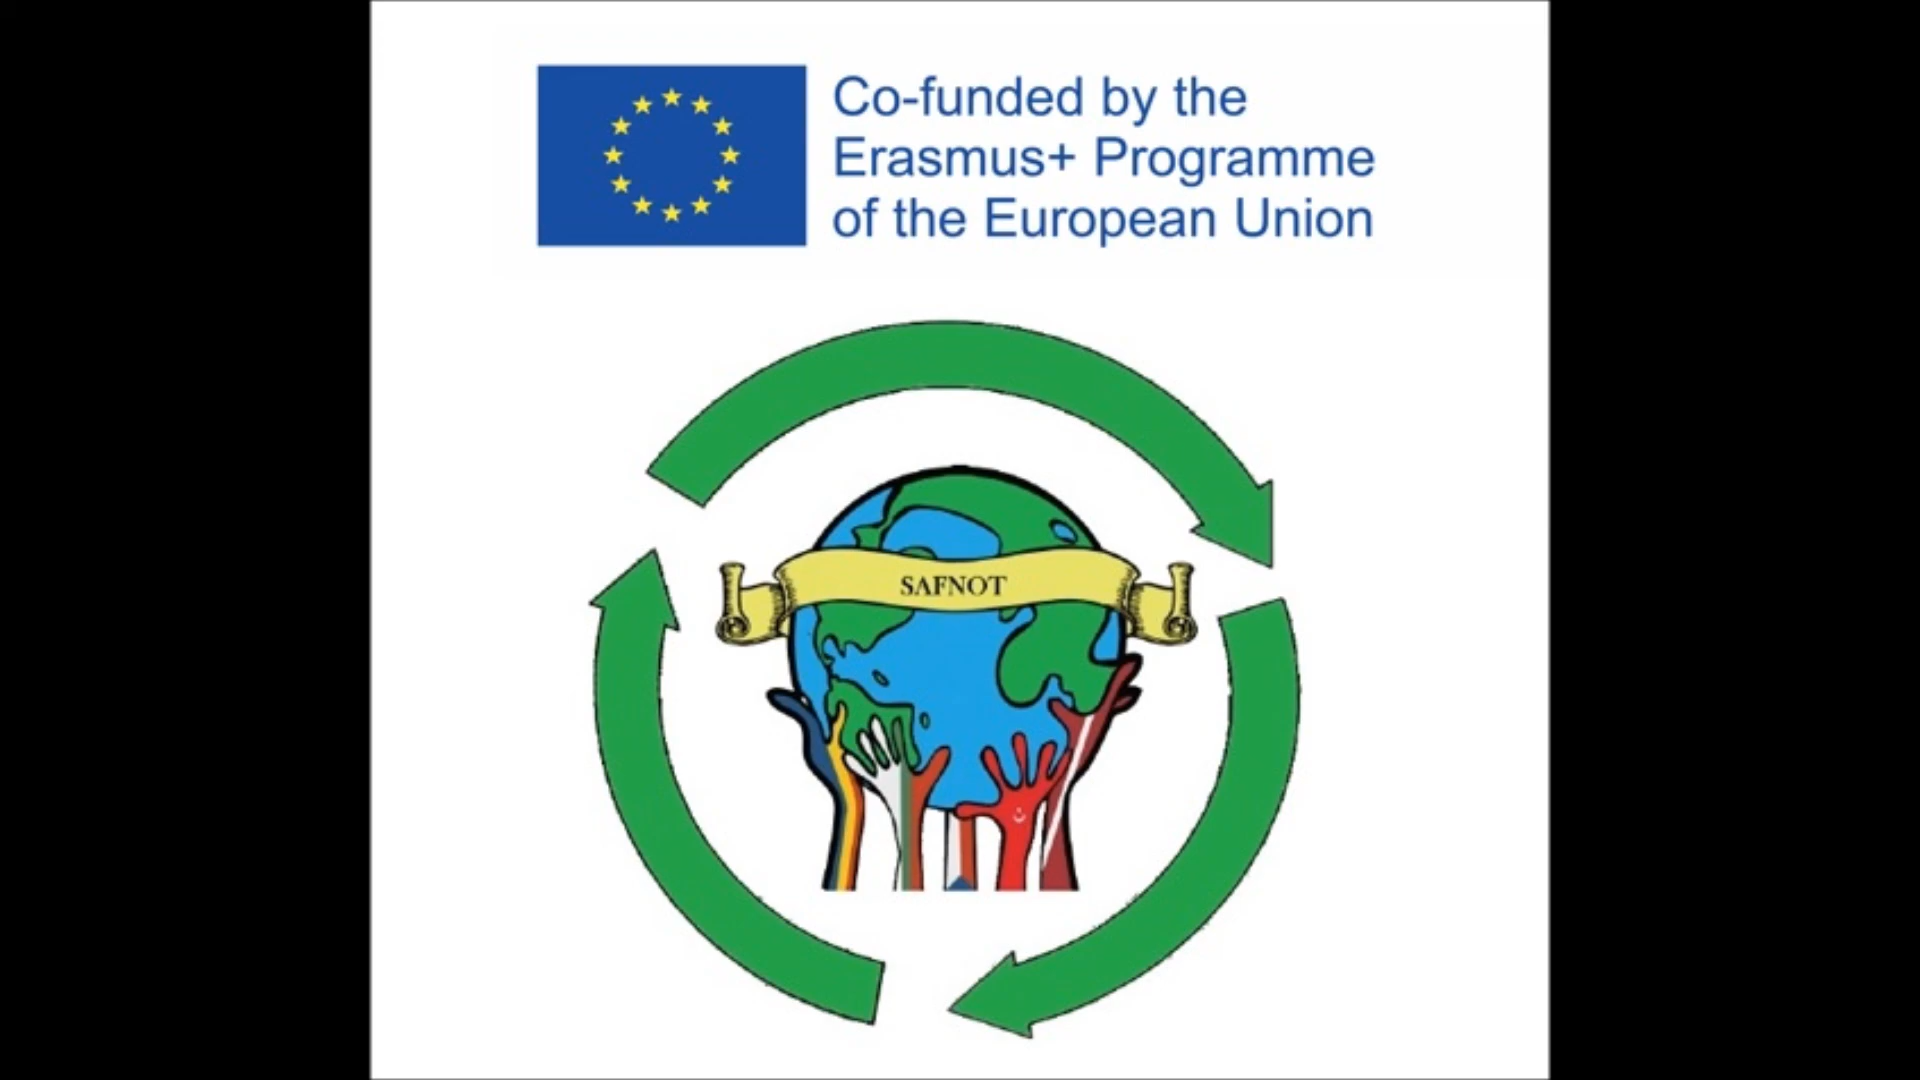 Co-funded by the
Erasmus+ Programme
of the European Union
SAFNOT